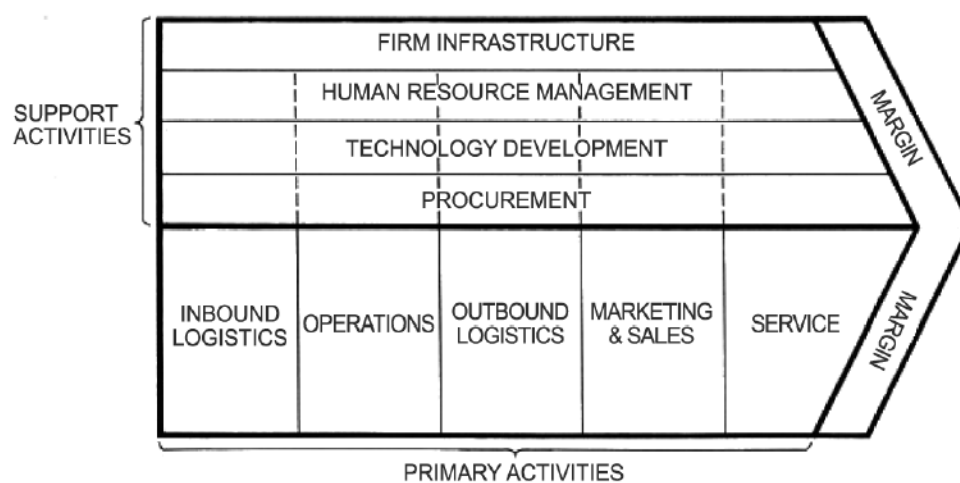 FIRM INFRASTRUCTURE
HUMAN RESOURCE MANAGEMENT
SUPPORT
ACTIVITIES
TECHNOLOGY DEVELOPMENT
PROCUREMENT
MARGIN
INBOUND
LOGISTICS
OPERATIONS
OUTBOUND
LOGISTICS
MARKETING
& SALES
SERVICE
MARGIN
PRIMARY ACTIVITIES